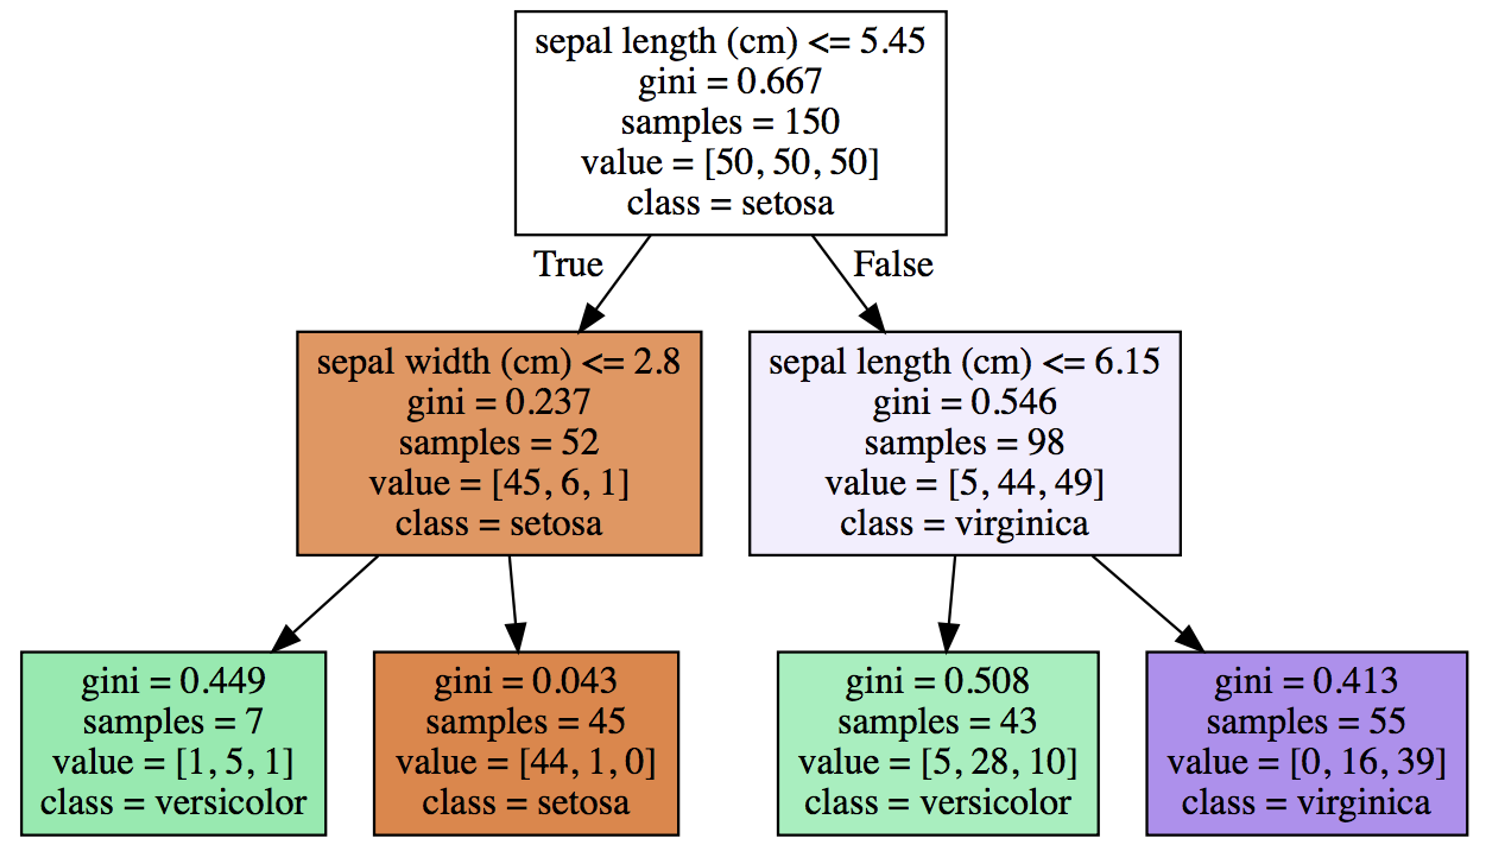 sepal length (cm) <= 5.45
gini = 0.667
samples = 150
value = [50, 50, 50]
class = setosa
True
False
sepal width (cm) <= 2.8
gini = 0.237
samples = 52
value = [45, 6, 1]
class = setosa
sepal length (cm) <= 6.15
gini = 0.546
samples = 98
value = [5, 44, 49]
class = virginica
gini = 0.449
samples = 7
value = [1, 5, 1]
class = versicolor
gini = 0.043
samples = 45
value = [44, 1, 0]
class = setosa
gini = 0.508
samples = 43
value = [5, 28, 10]
class = versicolor
gini = 0.413
samples = 55
value = [0, 16, 39]
class = virginica